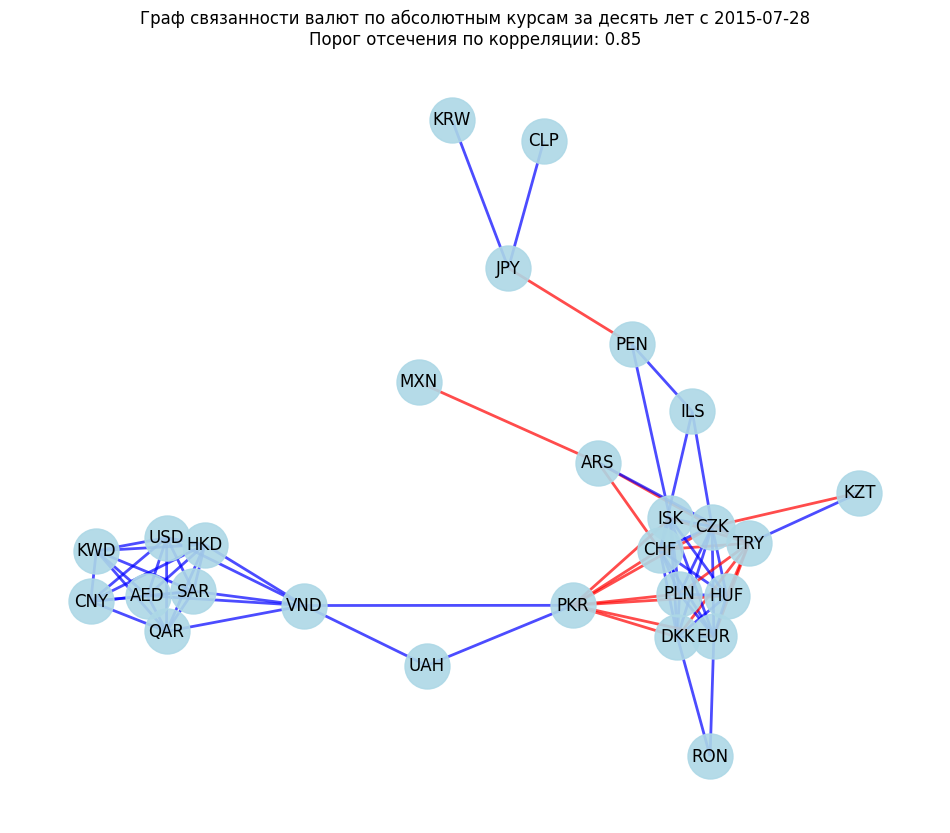 Граф связанности валют по абсолютным курсам за десять лет с 2015-07-28
Порог отсечения по корреляции: 0.85
KRW
CLP
JPY
PEN
MXN
ILS
ARS
KZT
ISK
CZK
USD
HKD
TRY
KWD
CHF
AED
SAR
PLN
HUF
CNY
VND
PKR
QAR
DKK
EUR
UAH
RON